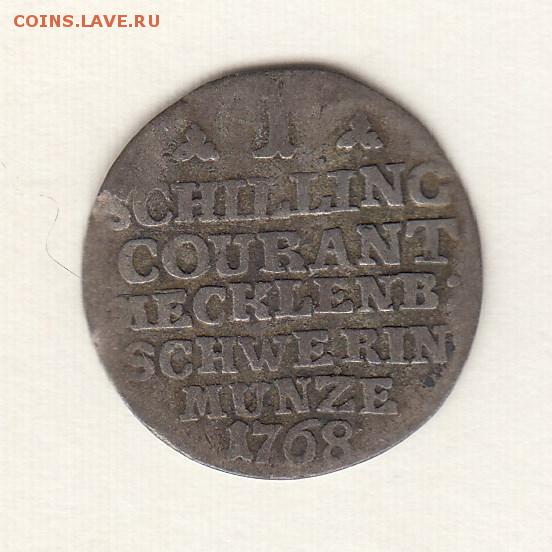 COINS.LAVE.RU
1
SCHILLING
COURANT
MECKLENB:
SCHWERIN
MUNZE
1768